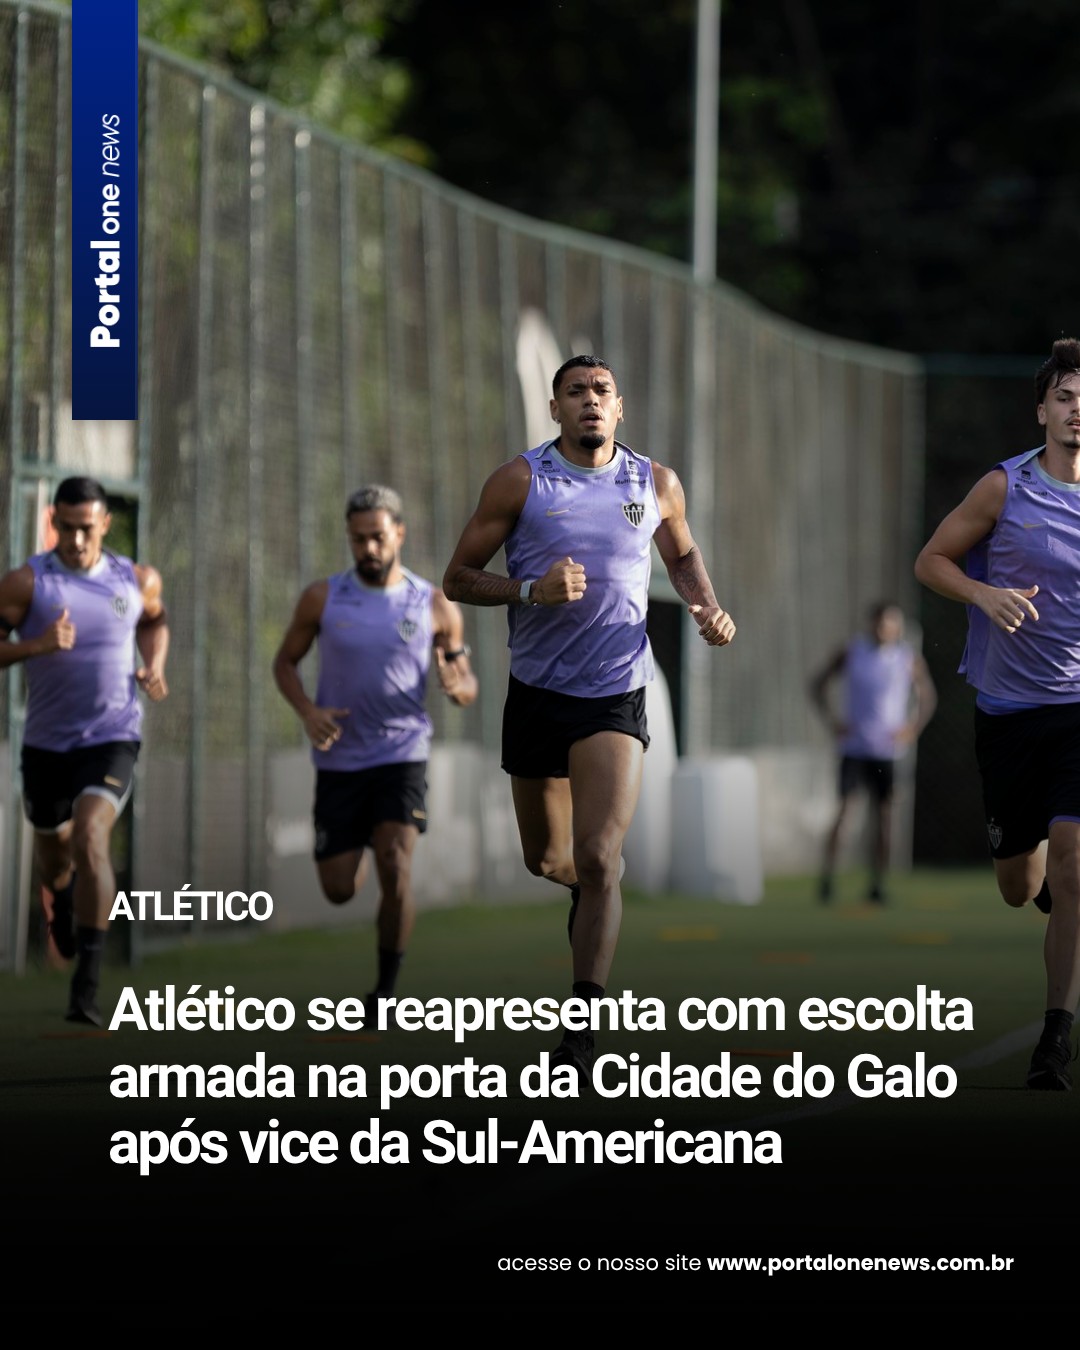 Portal one news
CAM
ATLÉTICO
Atlético se reapresenta com escolta
armada na porta da Cidade do Galo
após vice da Sul-Americana
acesse o nosso site www.portalonenews.com.br